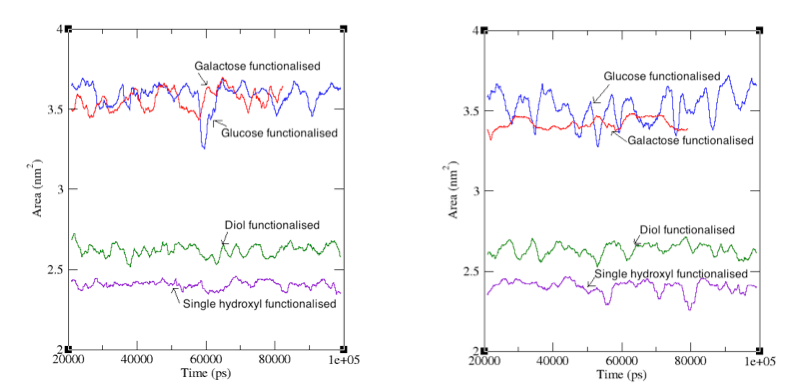 4
3.5
3
2.5
2
Area (nm²)
Galactose functionalised
Glucose functionalised
Diol functionalised
Single hydroxyl functionalised
20000 40000 60000 80000 1e+05
Time (ps)
4
3.5
3
2.5
2
Area (nm²)
Glucose functionalised
Galactose functionalised
Diol functionalised
Single hydroxyl functionalised
20000 40000 60000 80000 1e+05
Time (ps)